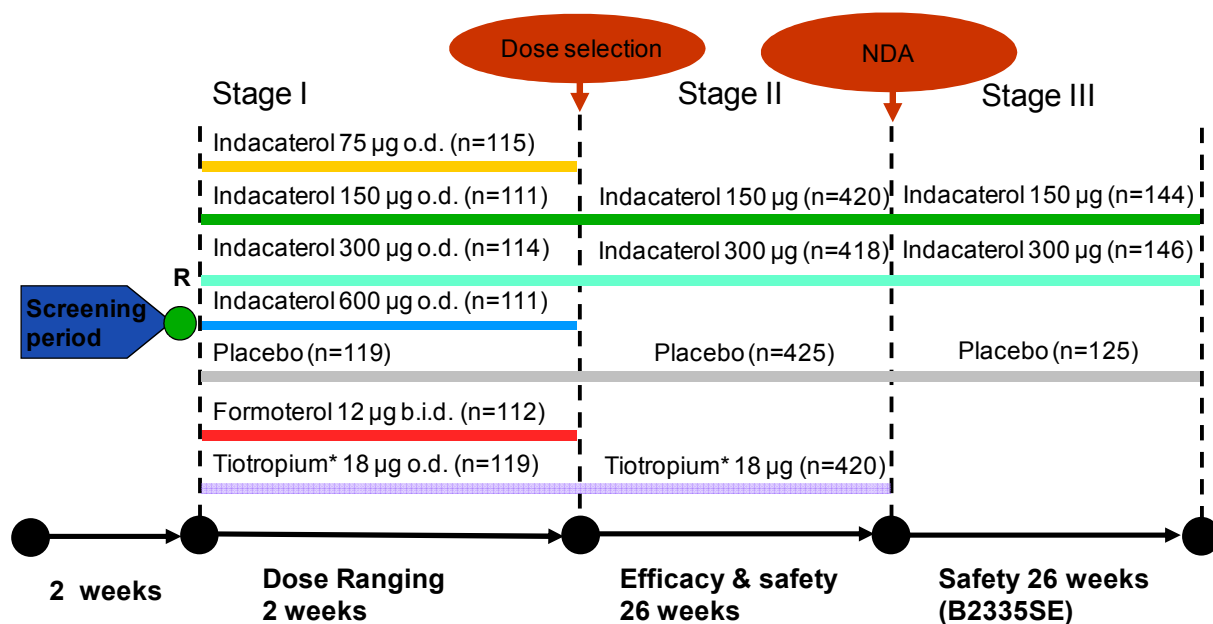 Dose selection
NDA
Stage I
Stage II
Stage III
Indacaterol 75 µg o.d. (n=115)
Indacaterol 150 µg o.d. (n=111)
Indacaterol 150 µg (n=420)
Indacaterol 150 µg (n=144)
Indacaterol 300 µg o.d. (n=114)
Indacaterol 300 µg (n=418)
Indacaterol 300 µg (n=146)
R
Screening
period
Indacaterol 600 µg o.d. (n=111)
Placebo (n=119)
Placebo (n=425)
Placebo (n=125)
Formoterol 12 µg b.i.d. (n=112)
Tiotropium* 18 µg o.d. (n=119)
Tiotropium* 18 µg (n=420)
2 weeks
Dose Ranging
2 weeks
Efficacy & safety
26 weeks
Safety 26 weeks
(B2335SE)